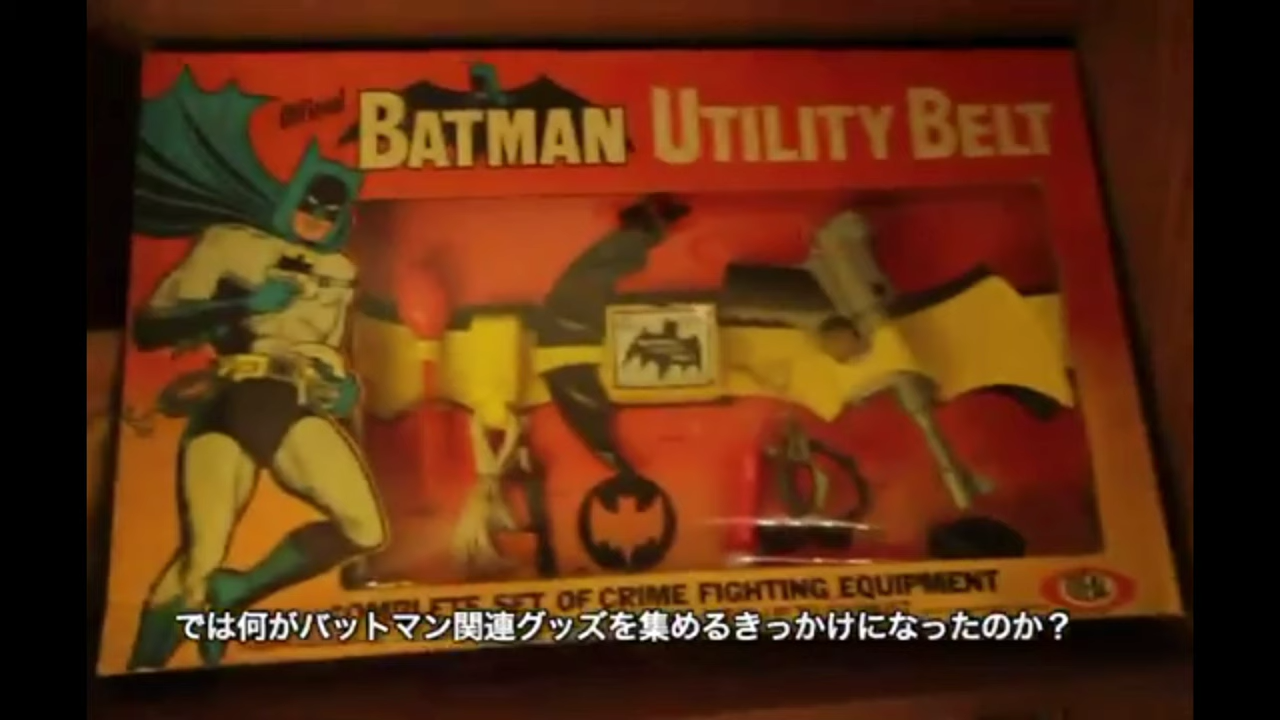 Official
BATMAN UTILITY BELT
COMPLETE SET OF CRIME FIGHTING EQUIPMENT
IDEAL
では何がバットマン関連グッズを集めるきっかけになったのか？